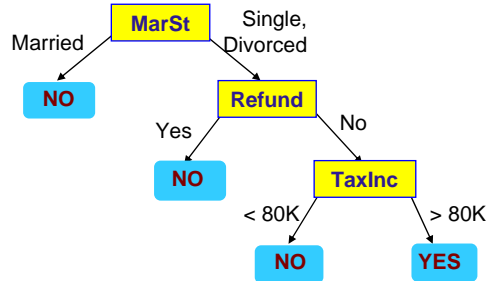 MarSt
Single,
Married
Divorced
NO
Refund
Yes
No
NO
TaxInc
< 80K
> 80K
NO
YES